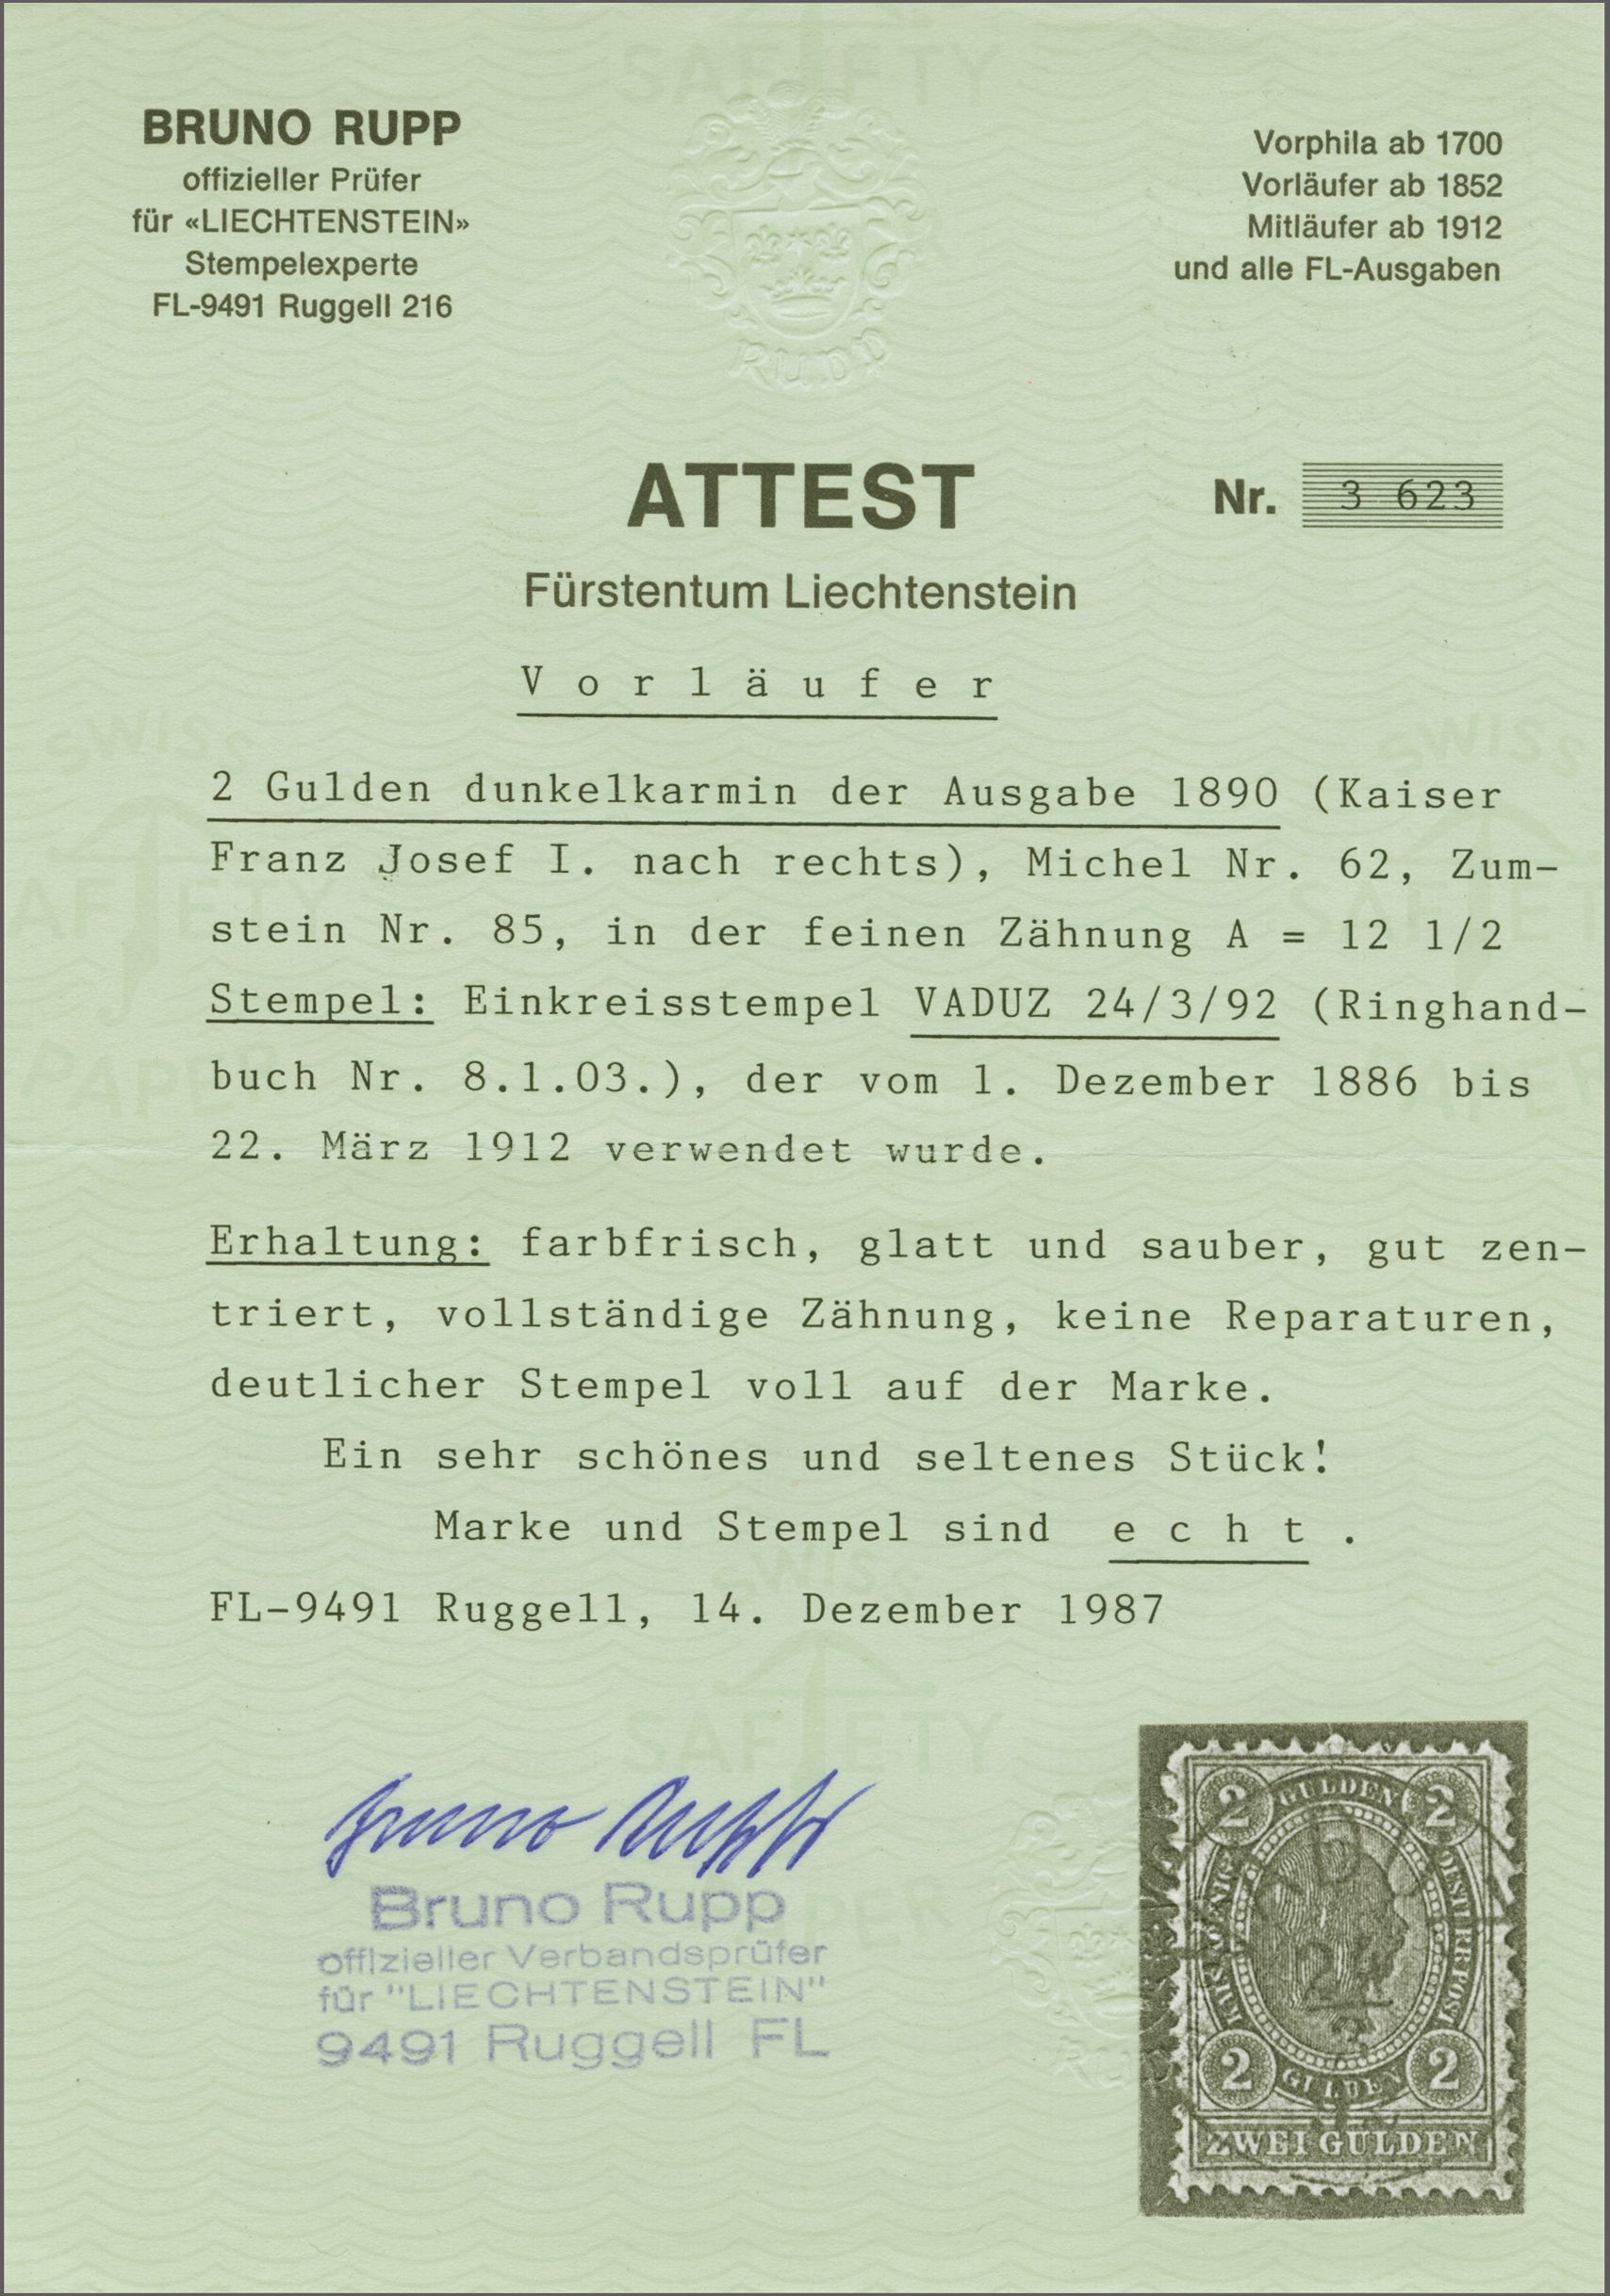 BRUNO RUPP
offizieller Prüfer
für «LIECHTENSTEIN»
Stempelexperte
FL-9491 Ruggell 216
Vorphila ab 1700
Vorläufer ab 1852
Mitläufer ab 1912
und alle FL-Ausgaben
RUPP
ATTEST
Nr. 3 623
Fürstentum Liechtenstein
V o r l ä u f e r
2 Gulden dunkelkarmin der Ausgabe 1890 (Kaiser
Franz Josef I. nach rechts), Michel Nr. 62, Zum-
stein Nr. 85, in der feinen Zähnung A = 12 1/2
Stempel: Einkreisstempel VADUZ 24/3/92 (Ringhand-
buch Nr. 8.1.03.), der vom 1. Dezember 1886 bis
22. März 1912 verwendet wurde.
Erhaltung: farbfrisch, glatt und sauber, gut zen-
triert, vollständige Zähnung, keine Reparaturen,
deutlicher Stempel voll auf der Marke.
Ein sehr schönes und seltenes Stück!
Marke und Stempel sind e c h t .
FL-9491 Ruggell, 14. Dezember 1987
Bruno Rupp
Bruno Rupp
offizieller Verbandsprüfer
für "LIECHTENSTEIN"
9491 Ruggell FL
SWISS
SAFETY
PAPER
2 GULDEN 2
2 GULDEN 2
ZWEI GULDEN